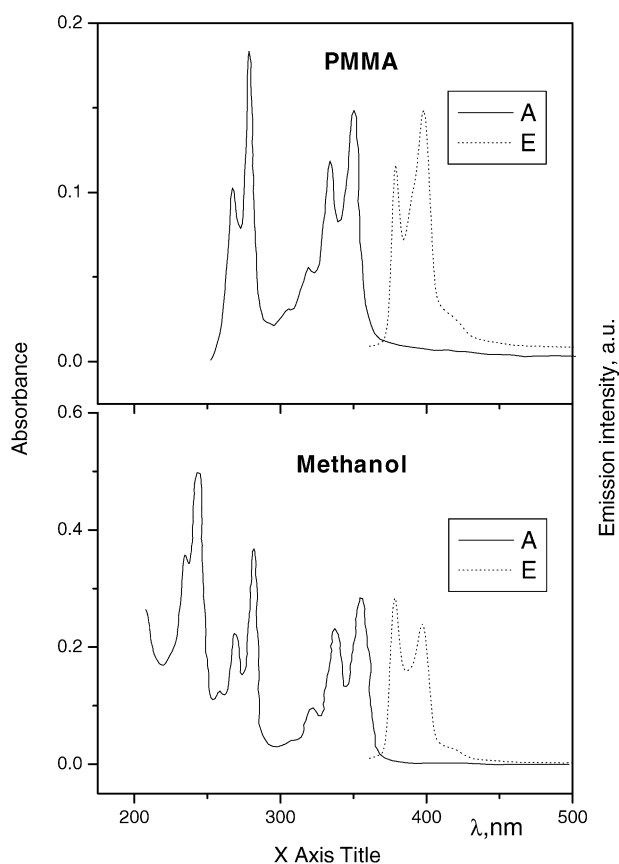 0.2
PMMA
A
E
0.1
0.0
Absorbance
Emission intensity, a.u.
0.6
Methanol
A
E
0.4
0.2
0.0
200
300
400
500
λ,nm
X Axis Title